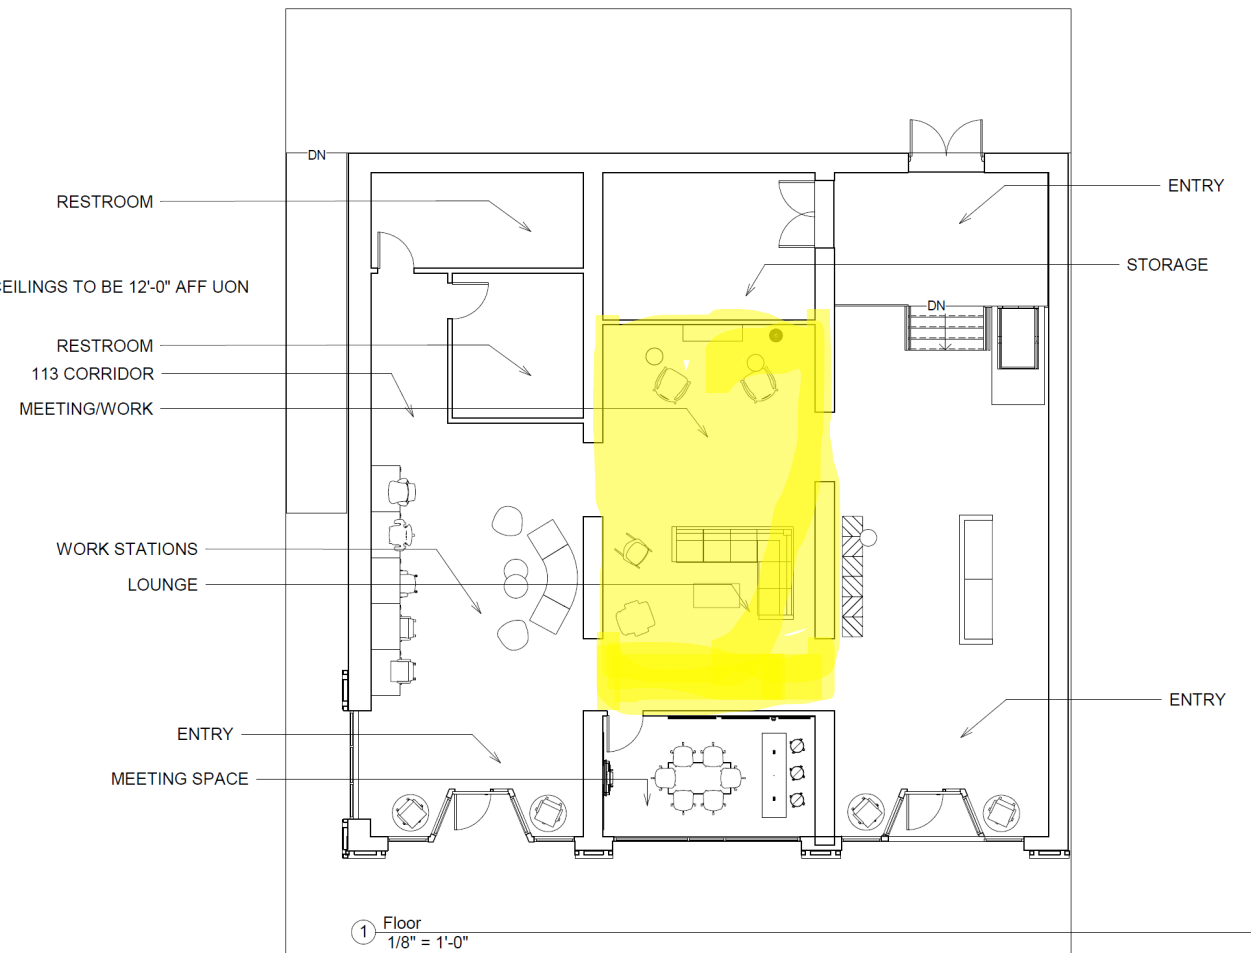 DN
RESTROOM
ENTRY
STORAGE
CEILINGS TO BE 12'-0" AFF UON
DN
RESTROOM
113 CORRIDOR
MEETING/WORK
WORK STATIONS
LOUNGE
ENTRY
ENTRY
MEETING SPACE
1 Floor
1/8" = 1'-0"